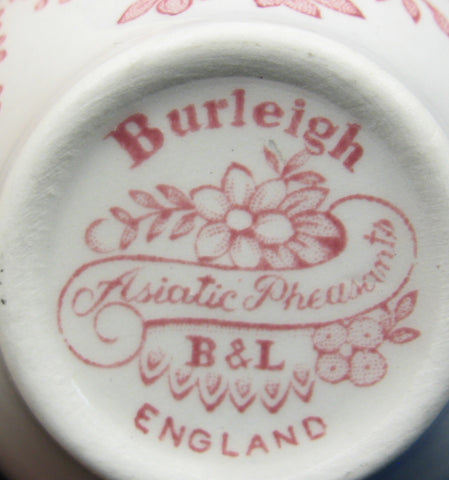 Burleigh
Asiatic Pheasants
B & L
ENGLAND